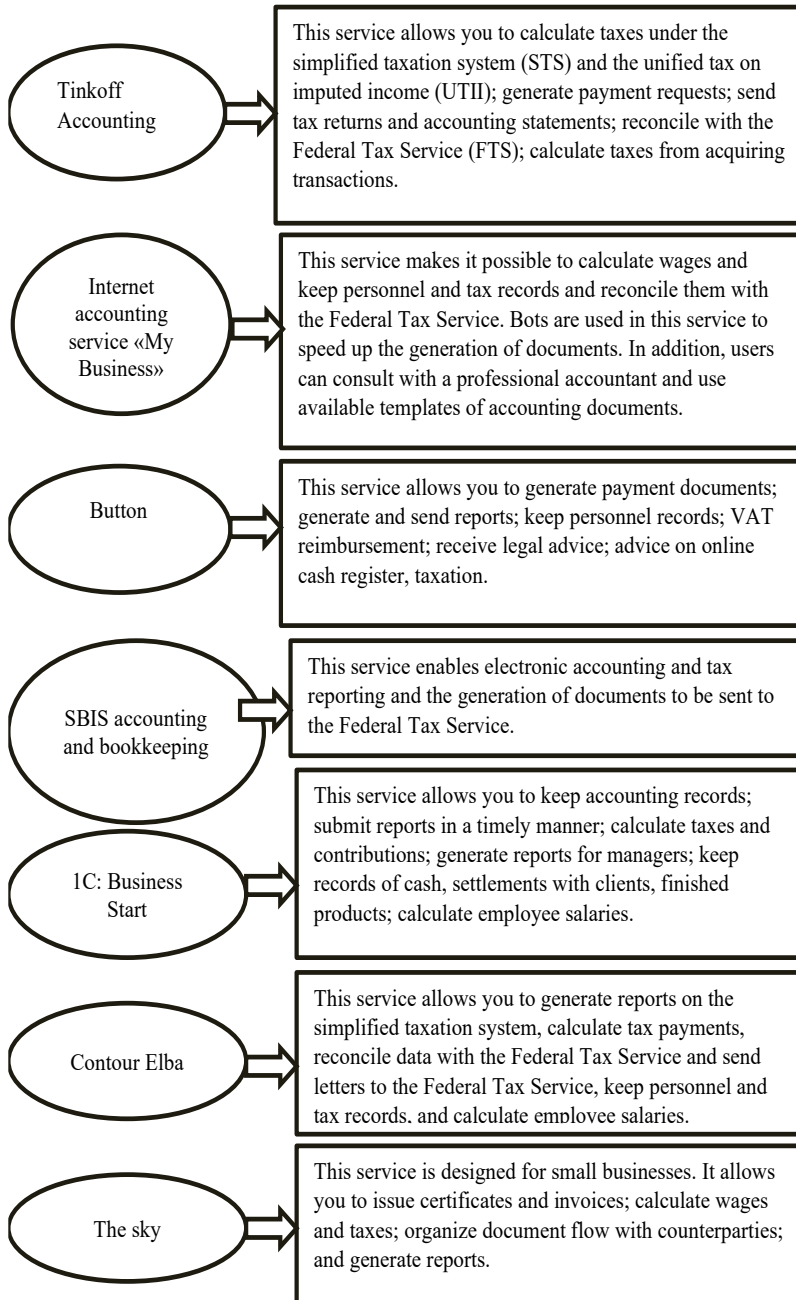 Tinkoff
Accounting
This service allows you to calculate taxes under the
simplified taxation system (STS) and the unified tax on
imputed income (UTII); generate payment requests; send
tax returns and accounting statements; reconcile with the
Federal Tax Service (FTS); calculate taxes from acquiring
transactions.
Internet
accounting
service «My
Business»
This service makes it possible to calculate wages and
keep personnel and tax records and reconcile them with
the Federal Tax Service. Bots are used in this service to
speed up the generation of documents. In addition, users
can consult with a professional accountant and use
available templates of accounting documents.
Button
This service allows you to generate payment documents;
generate and send reports; keep personnel records; VAT
reimbursement; receive legal advice; advice on online
cash register, taxation.
SBIS accounting
and bookkeeping
This service enables electronic accounting and tax
reporting and the generation of documents to be sent to
the Federal Tax Service.
1C: Business
Start
This service allows you to keep accounting records;
submit reports in a timely manner; calculate taxes and
contributions; generate reports for managers; keep
records of cash, settlements with clients, finished
products; calculate employee salaries.
Contour Elba
This service allows you to generate reports on the
simplified taxation system, calculate tax payments,
reconcile data with the Federal Tax Service and send
letters to the Federal Tax Service, keep personnel and
tax records, and calculate employee salaries.
The sky
This service is designed for small businesses. It allows
you to issue certificates and invoices; calculate wages
and taxes; organize document flow with counterparties;
and generate reports.